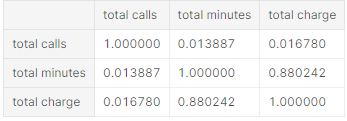 total calls total minutes total charge
total calls 1.000000 0.013887 0.016780
total minutes 0.013887 1.000000 0.880242
total charge 0.016780 0.880242 1.000000